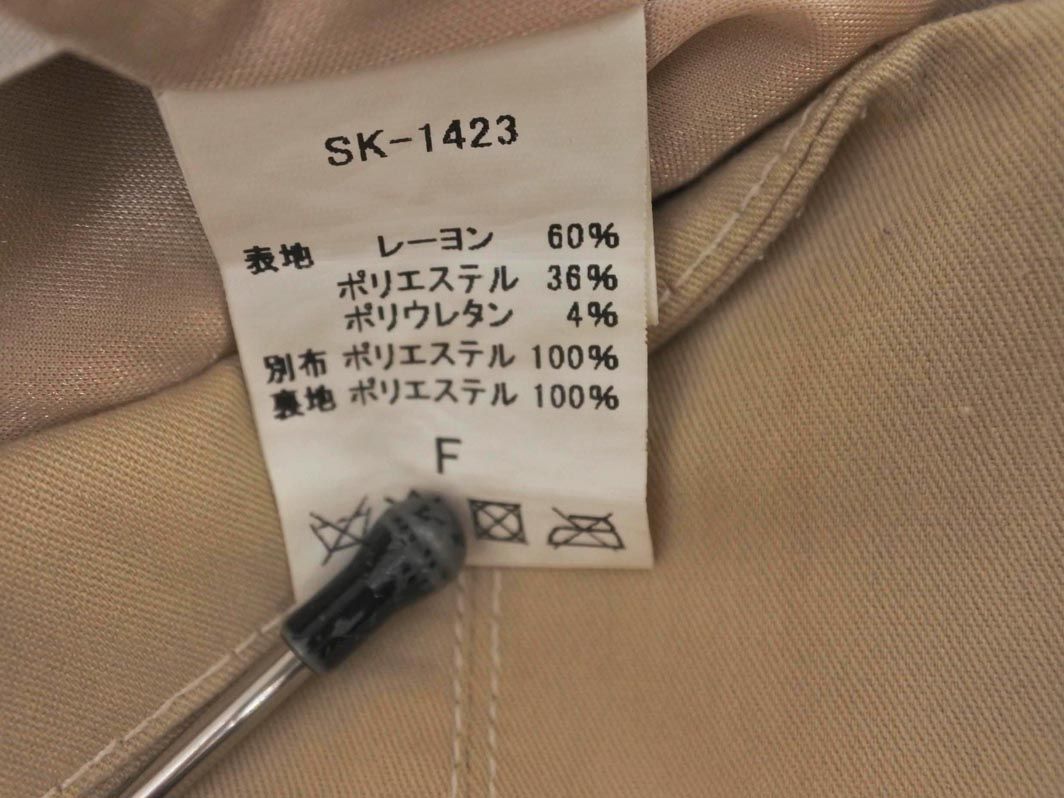 SK-1423
表地 レーヨン 60%
ポリエステル 36%
ポリウレタン 4%
別布 ポリエステル 100%
裏地 ポリエステル 100%
F